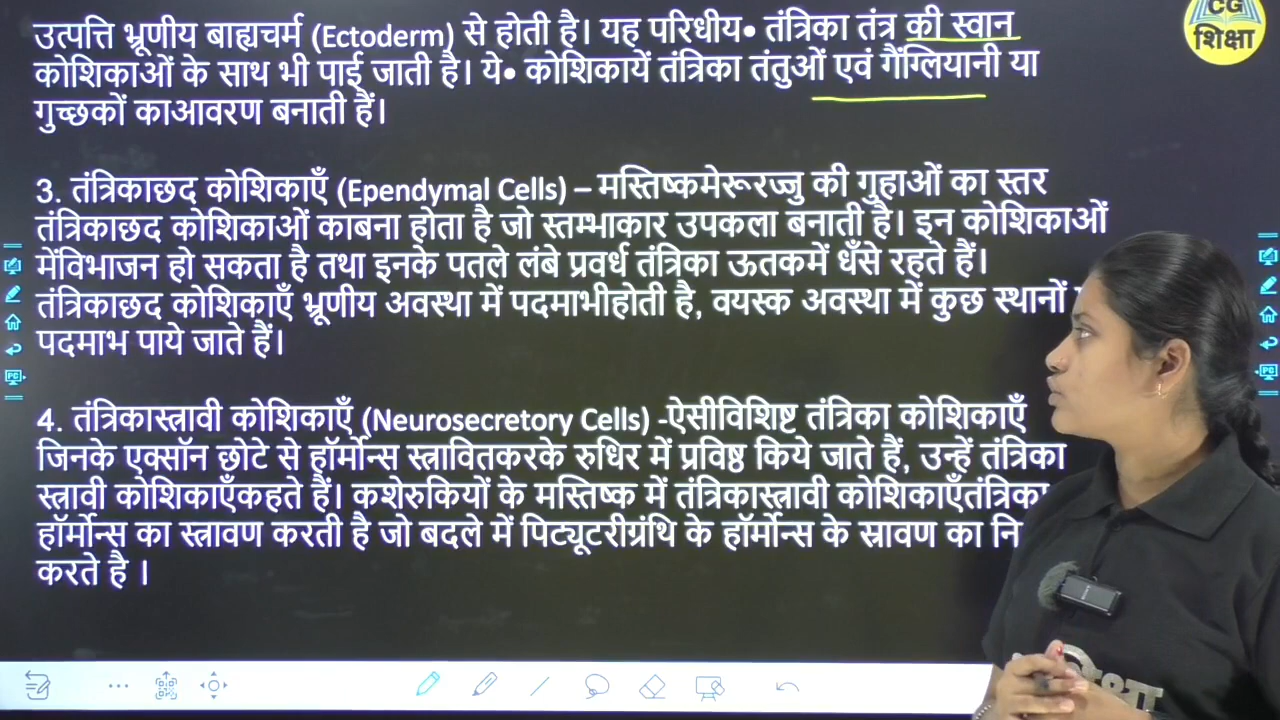 CG
शिक्षा
उत्पत्ति भ्रूणीय बाह्यचर्म (Ectoderm) से होती है। यह परिधीय• तंत्रिका तंत्र की स्वान
कोशिकाओं के साथ भी पाई जाती है। ये• कोशिकायें तंत्रिका तंतुओं एवं गैंग्लियानी या
गुच्छकों काआवरण बनाती हैं।
3. तंत्रिकाछद कोशिकाएँ (Ependymal Cells) – मस्तिष्कमेरूरज्जु की गुहाओं का स्तर
तंत्रिकाछद कोशिकाओं काबना होता है जो स्तम्भाकार उपकला बनाती है। इन कोशिकाओं
मेंविभाजन हो सकता है तथा इनके पतले लंबे प्रवर्ध तंत्रिका ऊतकमें धँसे रहते हैं।
तंत्रिकाछद कोशिकाएँ भ्रूणीय अवस्था में पदमाभीहोती है, वयस्क अवस्था में कुछ स्थानों
पदमाभ पाये जाते हैं।
4. तंत्रिकास्त्रावी कोशिकाएँ (Neurosecretory Cells) -ऐसीविशिष्ट तंत्रिका कोशिकाएँ
जिनके एक्सॉन छोटे से हॉर्मोन्स स्त्रावितकरके रुधिर में प्रविष्ठ किये जाते हैं, उन्हें तंत्रिका
स्त्रावी कोशिकाएँकहते हैं। कशेरुकियों के मस्तिष्क में तंत्रिकास्त्रावी कोशिकाएँतंत्रिका
हॉर्मोन्स का स्त्रावण करती है जो बदले में पिट्यूटरीग्रंथि के हॉर्मोन्स के स्रावण का नि
करते है ।